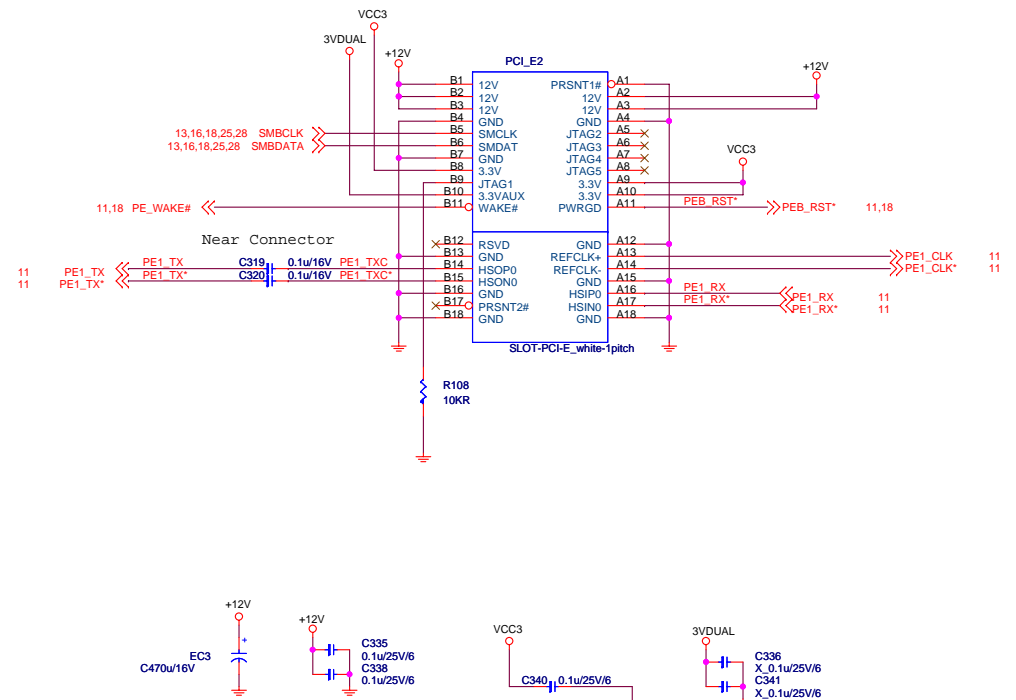 VCC3
3VDUAL
+12V
PCI_E2
+12V
B1 12V PRSNT1# A1
B2 12V 12V A2
B3 12V 12V A3
B4 GND GND A4
13,16,18,25,28 SMBCLK B5 SMCLK JTAG2 A5
13,16,18,25,28 SMBDATA B6 SMDAT JTAG3 A6
B7 GND JTAG4 A7
VCC3
B8 3.3V JTAG5 A8
B9 JTAG1 3.3V A9
B10 3.3VAUX 3.3V A10
11,18 PE_WAKE# B11 WAKE# PWRGD A11 PEB_RST* PEB_RST* 11,18
Near Connector
B12 RSVD GND A12
B13 GND REFCLK+ A13 PE1_CLK 11
11 PE1_TX PE1_TX C319 0.1u/16V PE1_TXC B14 HSOP0 REFCLK- A14 PE1_CLK* 11
11 PE1_TX* PE1_TX* C320 0.1u/16V PE1_TXC* B15 HSON0 GND A15
B16 GND HSIP0 A16 PE1_RX PE1_RX 11
B17 PRSNT2# HSIN0 A17 PE1_RX* PE1_RX* 11
B18 GND GND A18
SLOT-PCI-E_white-1pitch
R108
10KR
+12V
EC3
C470u/16V
+12V
C335
0.1u/25V/6
C338
0.1u/25V/6
VCC3
C340 0.1u/25V/6
3VDUAL
C336
X_0.1u/25V/6
C341
X_0.1u/25V/6